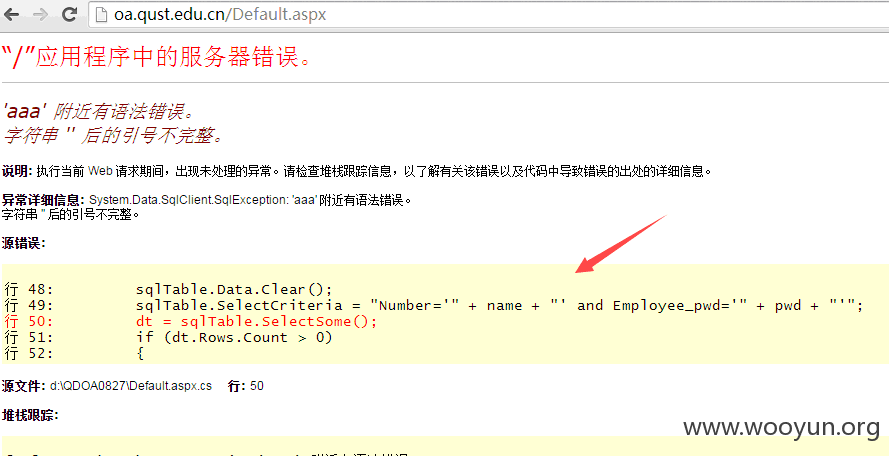 oa.qust.edu.cn/Default.aspx
“/”应用程序中的服务器错误。
'aaa' 附近有语法错误。
字符串 '' 后的引号不完整。
说明: 执行当前 Web 请求期间，出现未处理的异常。请检查堆栈跟踪信息，以了解有关该错误以及代码中导致错误的出处的详细信息。
异常详细信息: System.Data.SqlClient.SqlException: 'aaa' 附近有语法错误。
字符串 '' 后的引号不完整。
源错误:
行 48:          sqlTable.Data.Clear();
行 49:          sqlTable.SelectCriteria = "Number='" + name + "' and Employee_pwd='" + pwd + "'";
行 50:          dt = sqlTable.SelectSome();
行 51:          if (dt.Rows.Count > 0)
行 52:          {
源文件: d:\QDOA0827\Default.aspx.cs    行: 50
堆栈跟踪:
www.wooyun.org